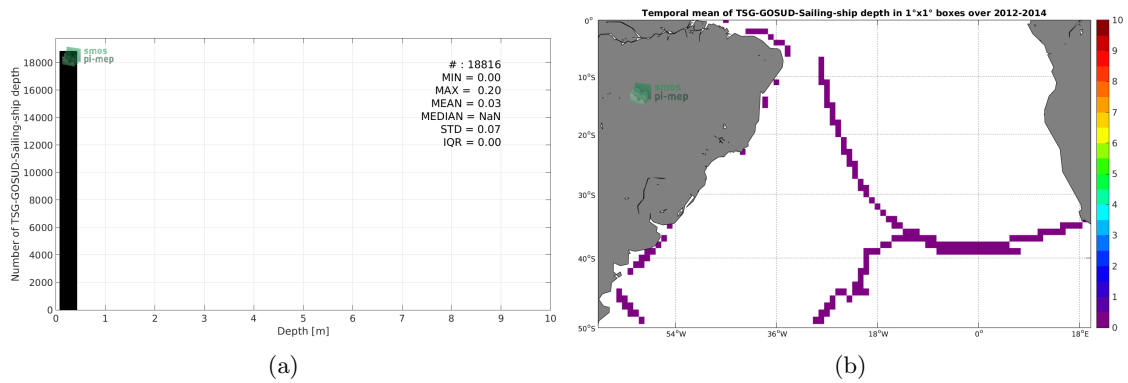 smos
pi-mep
# : 18816
MIN = 0.00
MAX = 0.20
MEAN = 0.03
MEDIAN = NaN
STD = 0.07
IQR = 0.00
18000
16000
14000
12000
10000
8000
6000
4000
2000
0
Number of TSG-GOSUD-Sailing-ship depth
0 1 2 3 4 5 6 7 8 9 10
Depth [m]
(a)
Temporal mean of TSG-GOSUD-Sailing-ship depth in 1°x1° boxes over 2012-2014
smos
pi-mep
0°
10°S
20°S
30°S
40°S
50°S
54°W 36°W 18°W 0° 18°E
10
9
8
7
6
5
4
3
2
1
0
(b)